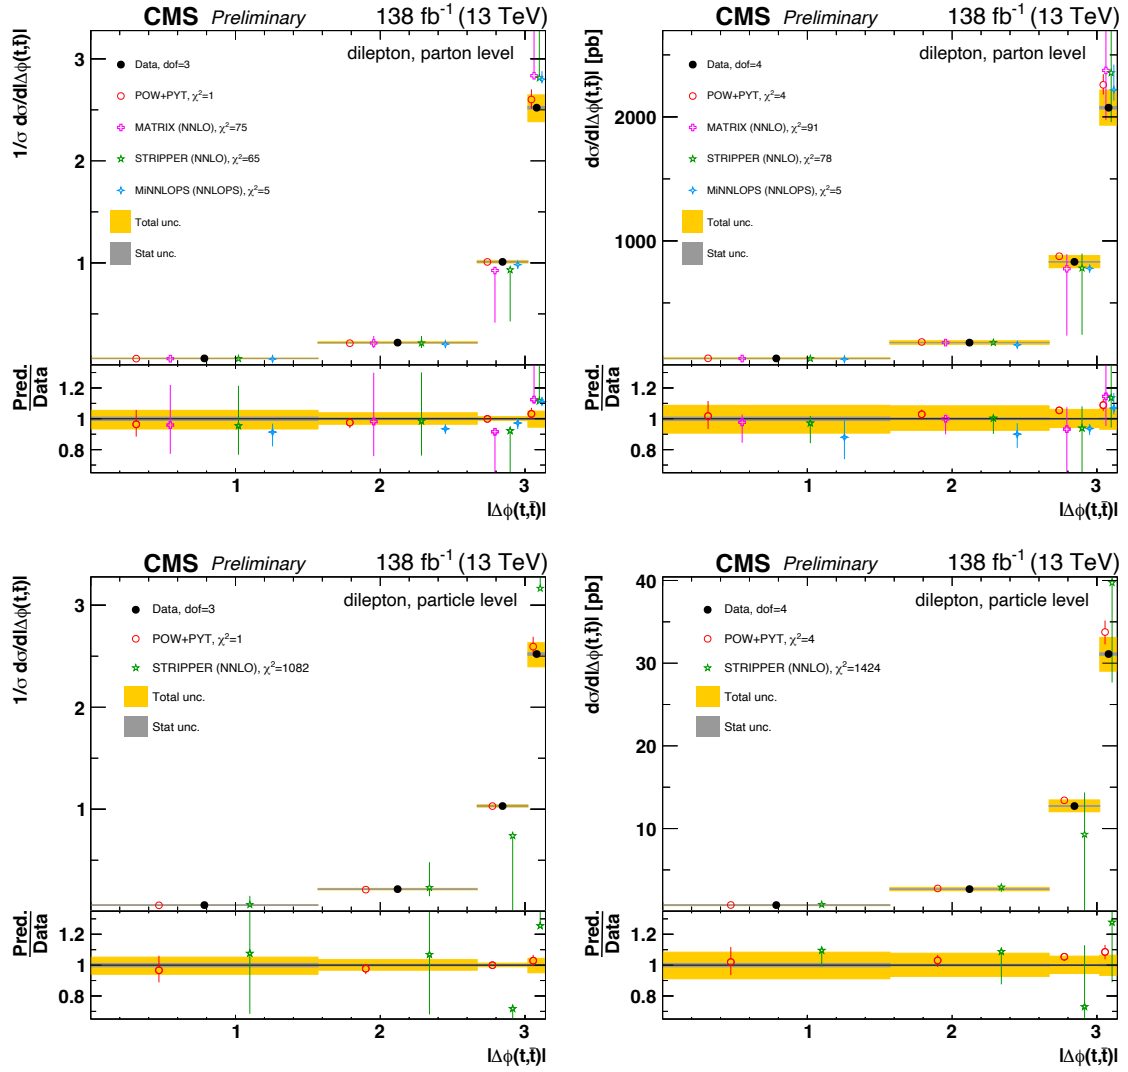 CMS Preliminary 138 fb⁻¹ (13 TeV)
dilepton, parton level
1/σ dσ/d|Δϕ(t,t̄)|
Data, dof=3
POW+PYT, χ²=1
MATRIX (NNLO), χ²=75
STRIPPER (NNLO), χ²=65
MiNNLOPS (NNLOPS), χ²=5
Total unc.
Stat unc.
3
2
1
Pred.
Data
1.2
1
0.8
1 2 3
|Δϕ(t,t̄)|
CMS Preliminary 138 fb⁻¹ (13 TeV)
dilepton, parton level
dσ/d|Δϕ(t,t̄)| [pb]
Data, dof=4
POW+PYT, χ²=4
MATRIX (NNLO), χ²=91
STRIPPER (NNLO), χ²=78
MiNNLOPS (NNLOPS), χ²=5
Total unc.
Stat unc.
2000
1000
Pred.
Data
1.2
1
0.8
1 2 3
|Δϕ(t,t̄)|
CMS Preliminary 138 fb⁻¹ (13 TeV)
dilepton, particle level
1/σ dσ/d|Δϕ(t,t̄)|
Data, dof=3
POW+PYT, χ²=1
STRIPPER (NNLO), χ²=1082
Total unc.
Stat unc.
3
2
1
Pred.
Data
1.2
1
0.8
1 2 3
|Δϕ(t,t̄)|
CMS Preliminary 138 fb⁻¹ (13 TeV)
dilepton, particle level
dσ/d|Δϕ(t,t̄)| [pb]
Data, dof=4
POW+PYT, χ²=4
STRIPPER (NNLO), χ²=1424
Total unc.
Stat unc.
40
30
20
10
Pred.
Data
1.2
1
0.8
1 2 3
|Δϕ(t,t̄)|